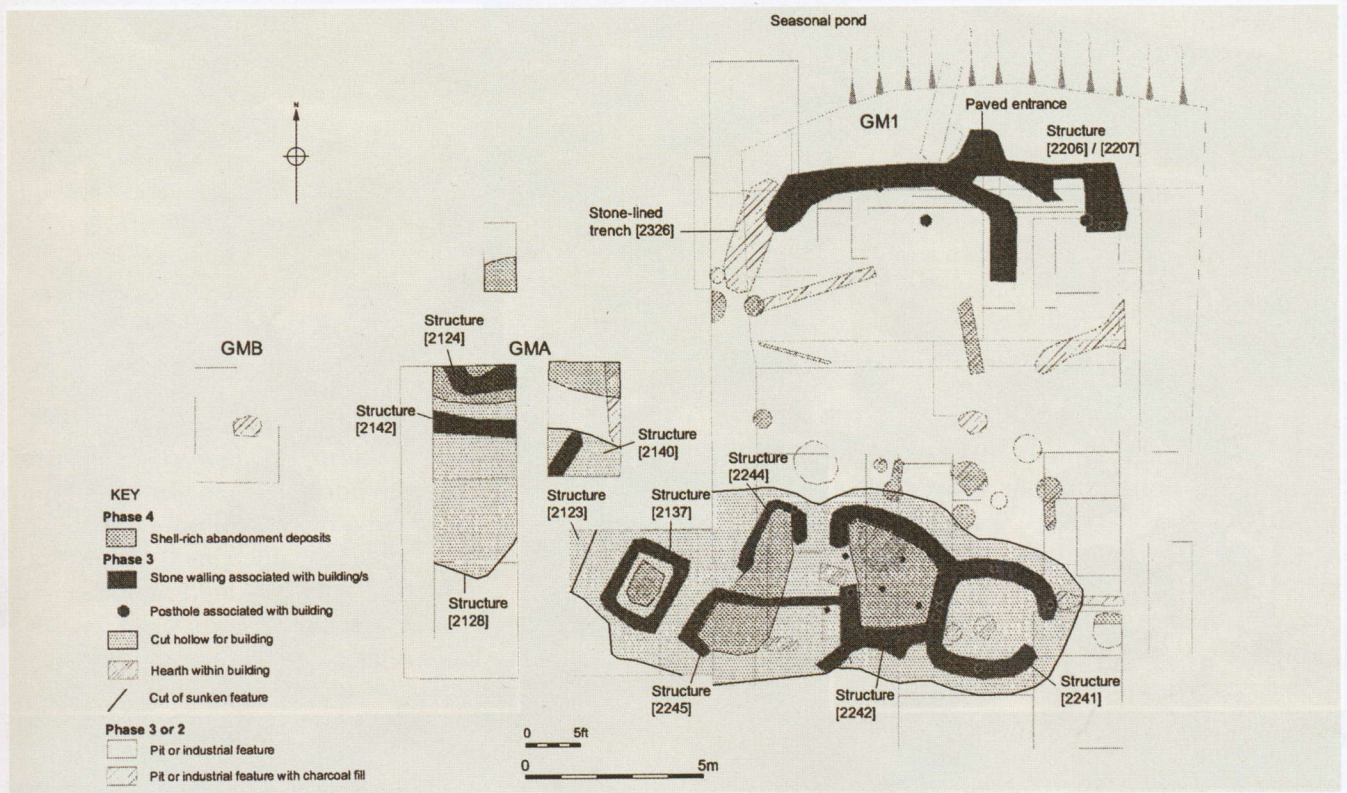 Seasonal pond
N
GM1
Paved entrance
Structure
[2206] / [2207]
Stone-lined
trench [2326]
Structure
[2124]
GMB
GMA
Structure
[2142]
Structure
[2140]
Structure
[2244]
Structure
[2123]
Structure
[2137]
Structure
[2128]
Structure
[2245]
Structure
[2242]
Structure
[2241]
KEY
Phase 4
Shell-rich abandonment deposits
Phase 3
Stone walling associated with building/s
Posthole associated with building
Cut hollow for building
Hearth within building
Cut of sunken feature
Phase 3 or 2
Pit or industrial feature
Pit or industrial feature with charcoal fill
0 5ft
0 5m